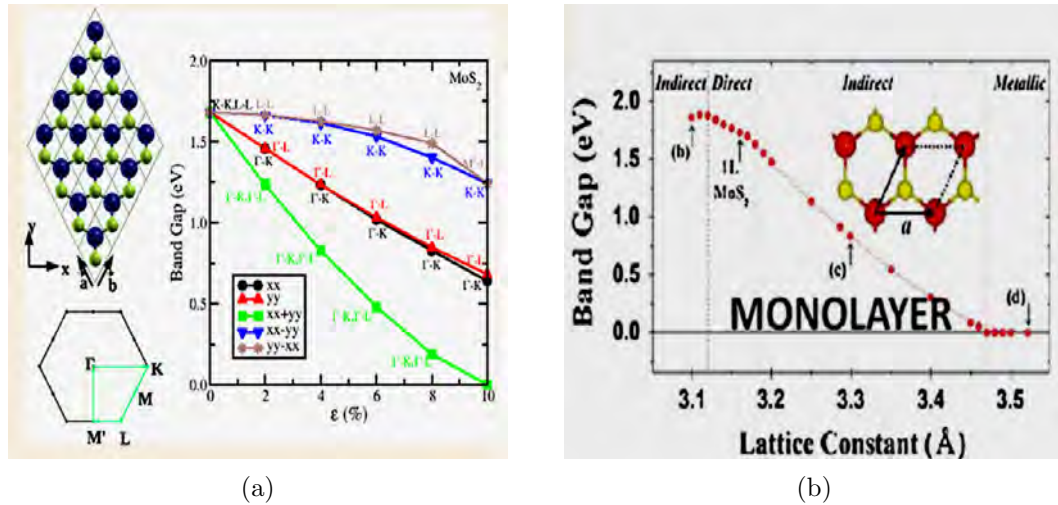 MoS2
2.0
1.5
1.0
0.5
0.0
Band Gap (eV)
K-K,L-L
L-L
L-L
L-L
L-L
M'-L
K-K
K-K
K-K
K-K
K-K
Γ-L
Γ-L
Γ-L
Γ-L
Γ-L
Γ-K
Γ-K
Γ-K
Γ-K
Γ-K
Γ-K,Γ-L
Γ-K,Γ-L
Γ-K,Γ-L
Γ-K,Γ-L
xx
yy
xx+yy
xx-yy
yy-xx
0 2 4 6 8 10
ε (%)
y
x
a b
Γ
K
M
M' L
(a)
Indirect Direct Indirect Metallic
2.0
1.5
1.0
0.5
0.0
Band Gap (eV)
(b)
1L
MoS2
a
(c)
(d)
MONOLAYER
3.1 3.2 3.3 3.4 3.5
Lattice Constant (Å)
(b)